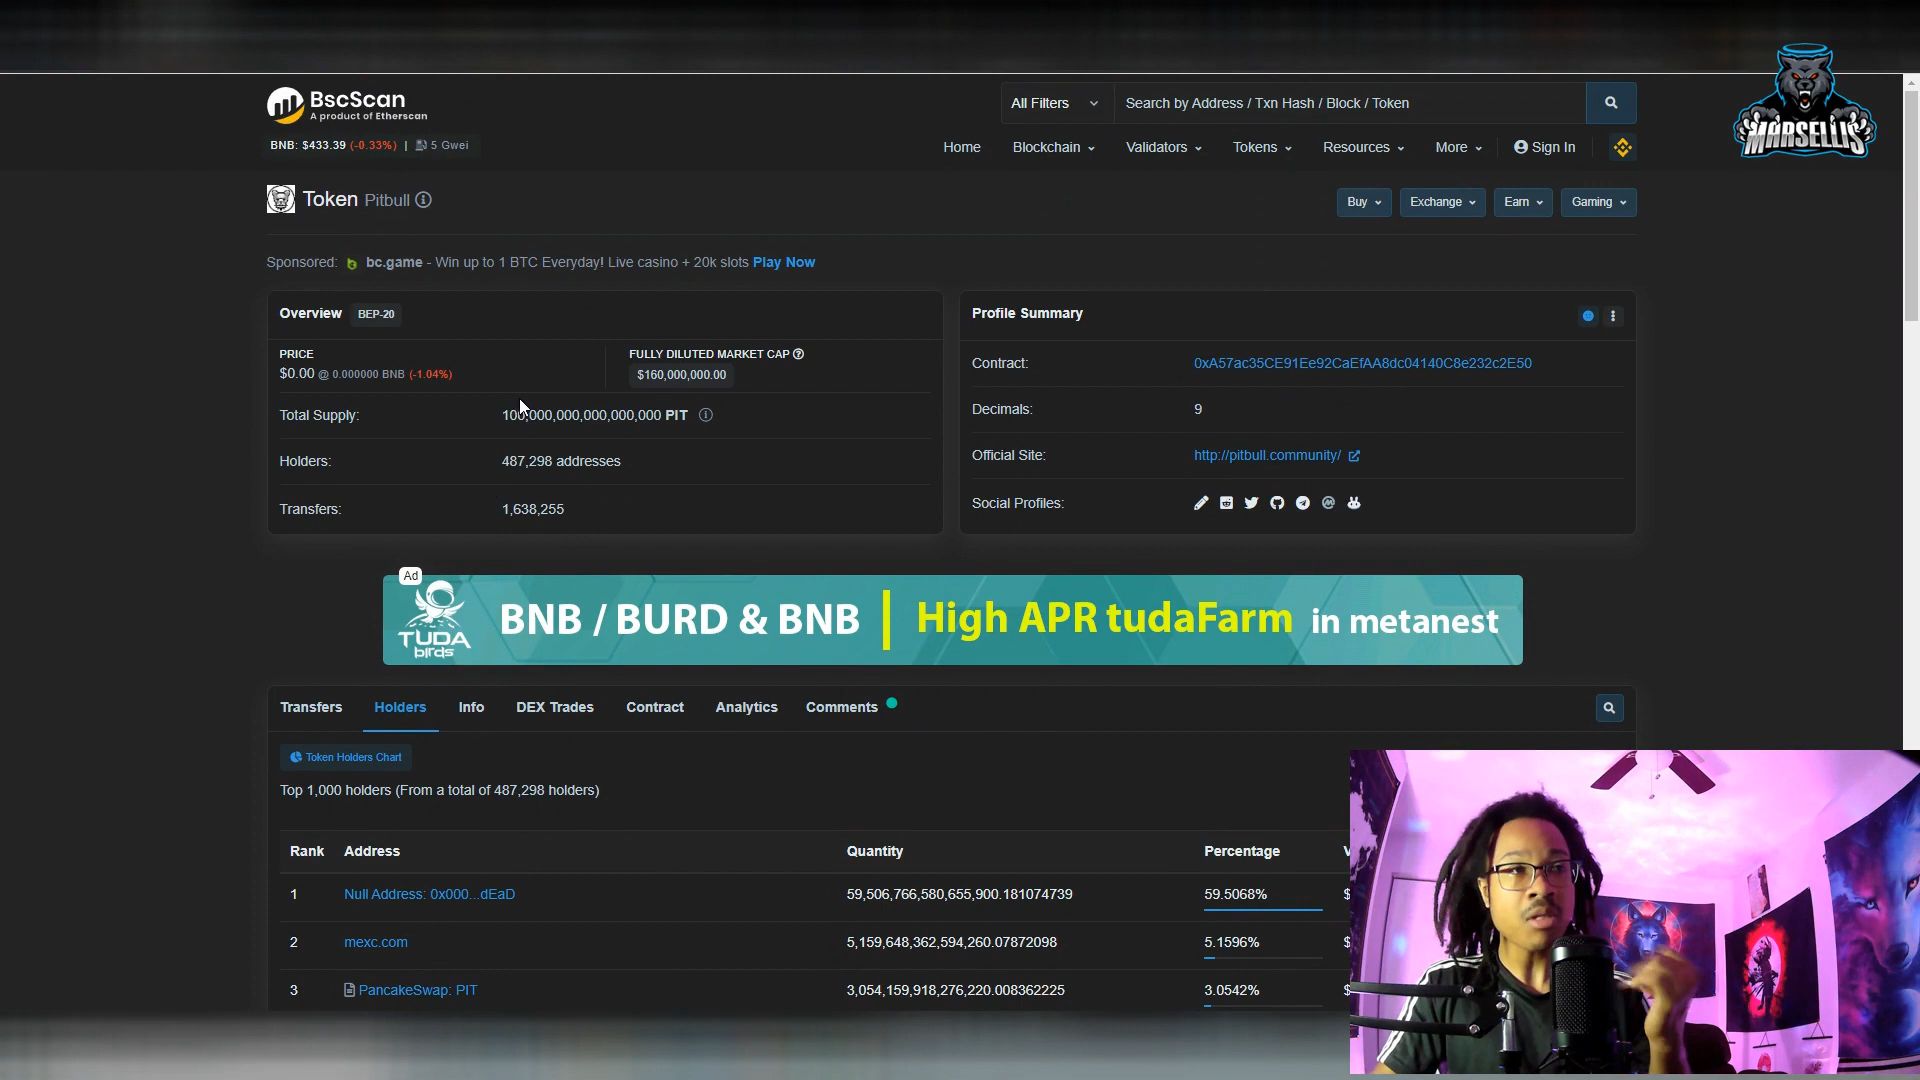 MARSELLIS
BscScan
A product of Etherscan
All Filters
Search by Address / Txn Hash / Block / Token
BNB: $433.39 (-0.33%) | 5 Gwei
Home Blockchain Validators Tokens Resources More Sign In
Token Pitbull
Buy Exchange Earn Gaming
Sponsored: bc.game - Win up to 1 BTC Everyday! Live casino + 20k slots Play Now
Overview BEP-20
PRICE
$0.00 @ 0.000000 BNB (-1.04%)
FULLY DILUTED MARKET CAP
$160,000,000.00
Total Supply: 100,000,000,000,000,000 PIT
Holders: 487,298 addresses
Transfers: 1,638,255
Profile Summary
Contract: 0xA57ac35CE91Ee92CaEfAA8dc04140C8e232c2E50
Decimals: 9
Official Site: http://pitbull.community/
Social Profiles:
Ad
TUDA
birds
BNB / BURD & BNB | High APR tudaFarm in metanest
Transfers Holders Info DEX Trades Contract Analytics Comments
Token Holders Chart
Top 1,000 holders (From a total of 487,298 holders)
Rank Address Quantity Percentage
1 Null Address: 0x000...dEaD 59,506,766,580,655,900.181074739 59.5068% $
2 mexc.com 5,159,648,362,594,260.07872098 5.1596% $
3 PancakeSwap: PIT 3,054,159,918,276,220.008362225 3.0542% $